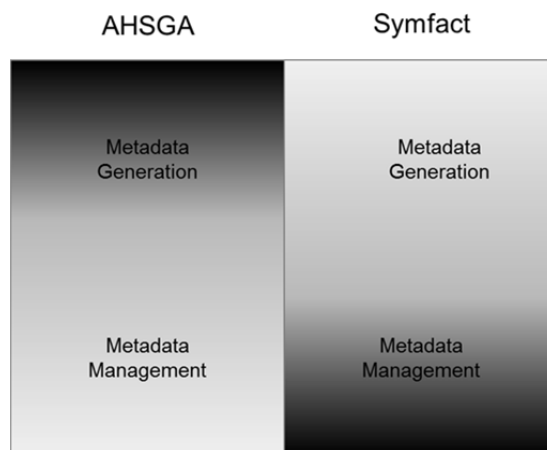 AHSGA
Symfact
Metadata
Generation
Metadata
Generation
Metadata
Management
Metadata
Management